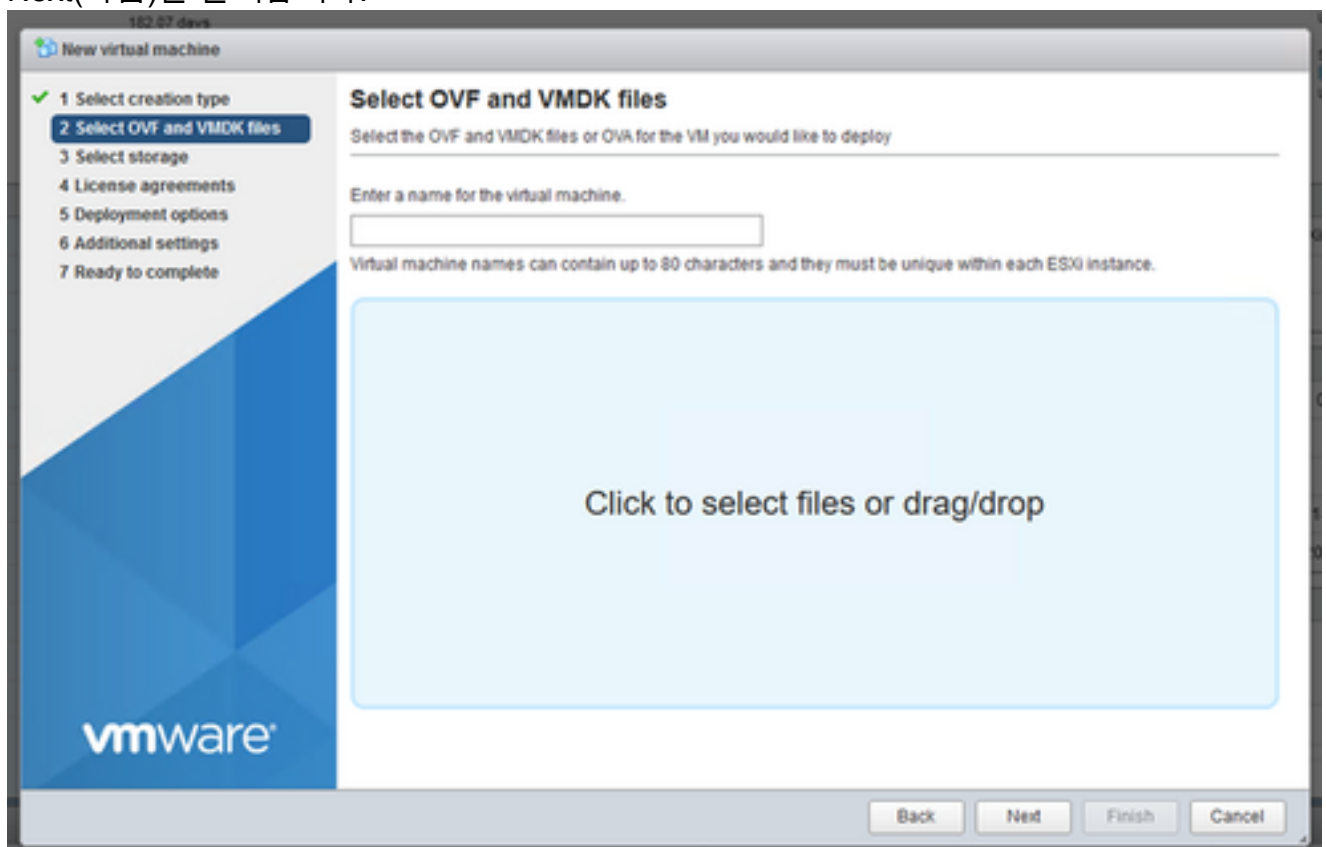 182.07 days
New virtual machine
1 Select creation type
2 Select OVF and VMDK files
3 Select storage
4 License agreements
5 Deployment options
6 Additional settings
7 Ready to complete
vmware
Select OVF and VMDK files
Select the OVF and VMDK files or OVA for the VM you would like to deploy
Enter a name for the virtual machine.
Virtual machine names can contain up to 80 characters and they must be unique within each ESXi instance.
Click to select files or drag/drop
Back
Next
Finish
Cancel